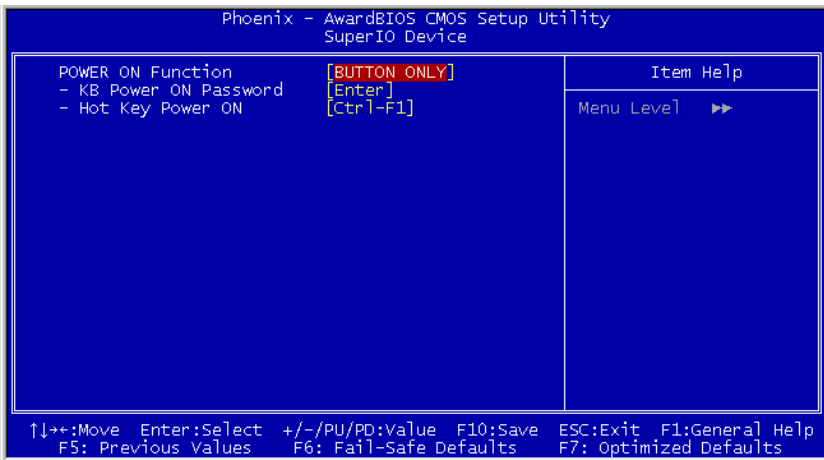 Phoenix - AwardBIOS CMOS Setup Utility
SuperIO Device
POWER ON Function [BUTTON ONLY]
- KB Power ON Password [Enter]
- Hot Key Power ON [Ctrl-F1]
Item Help
Menu Level ►►
↑↓→←:Move Enter:Select +/-/PU/PD:Value F10:Save ESC:Exit F1:General Help
F5: Previous Values F6: Fail-Safe Defaults F7: Optimized Defaults